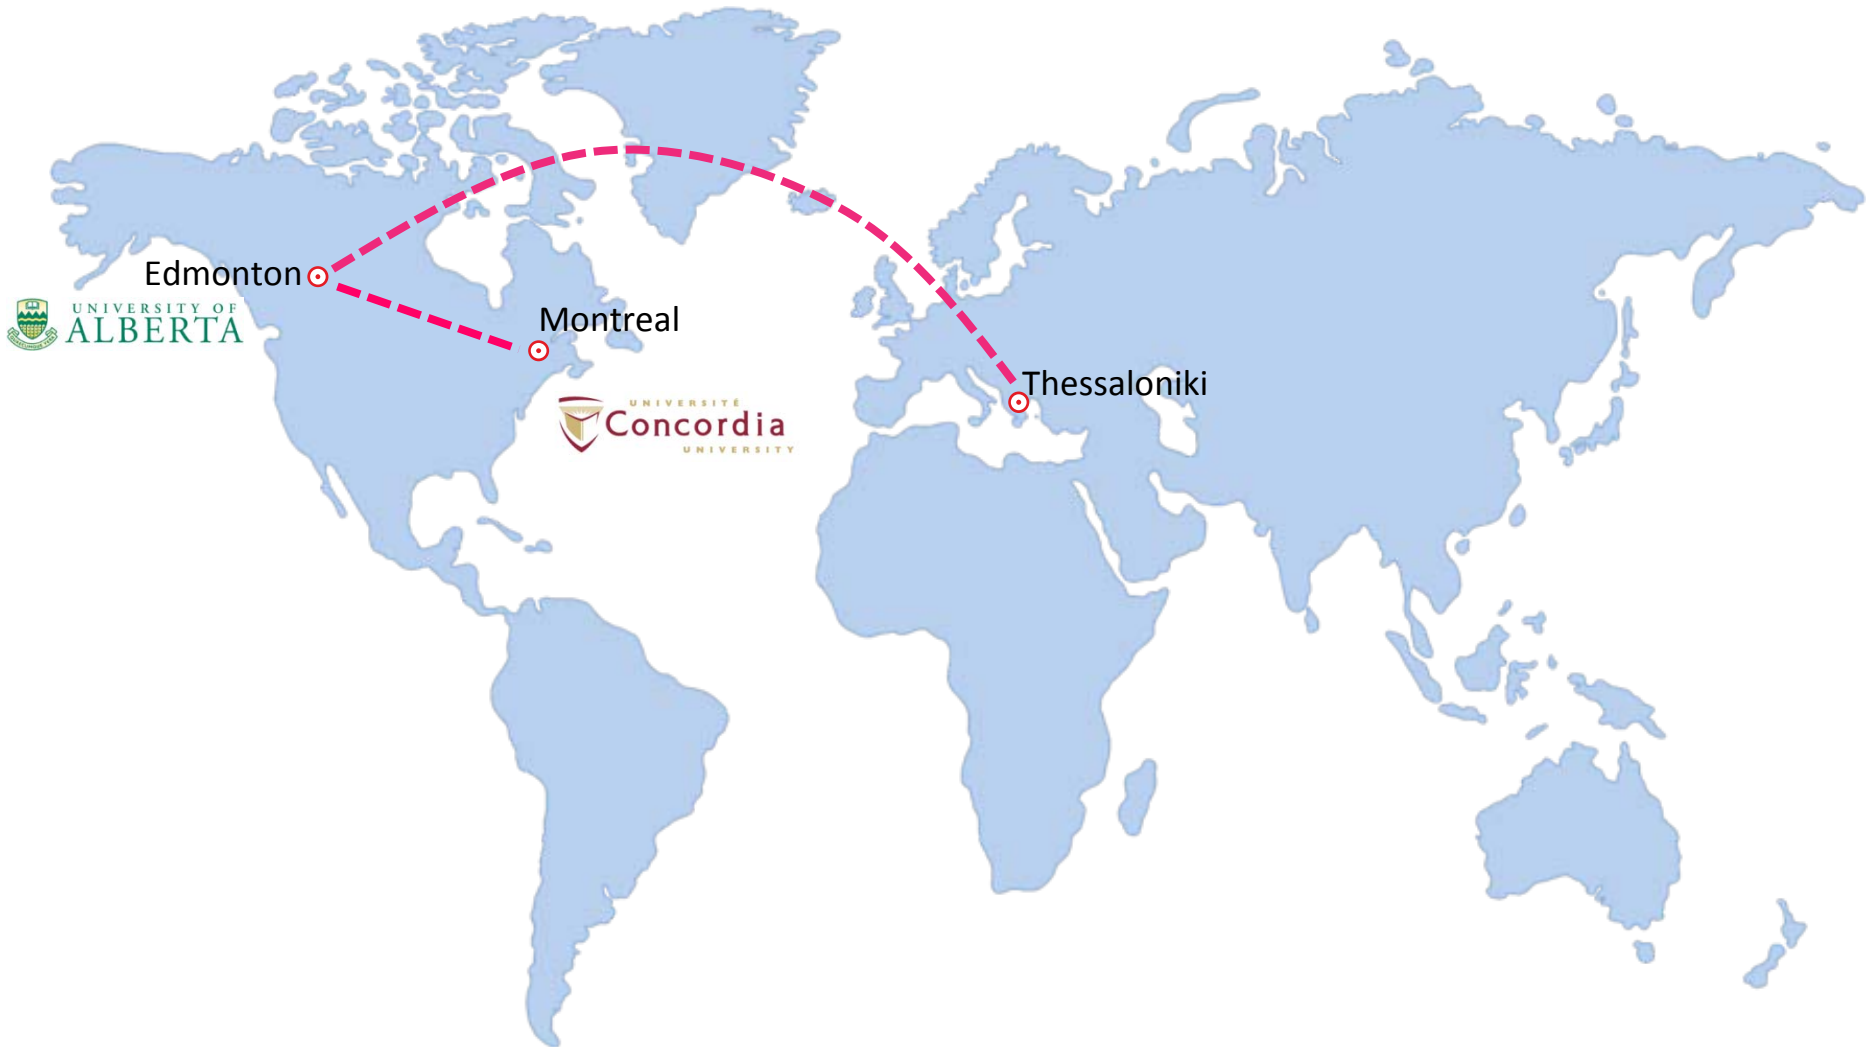 Edmonton
UNIVERSITY OF
ALBERTA
Montreal
Thessaloniki
UNIVERSITÉ
Concordia
UNIVERSITY